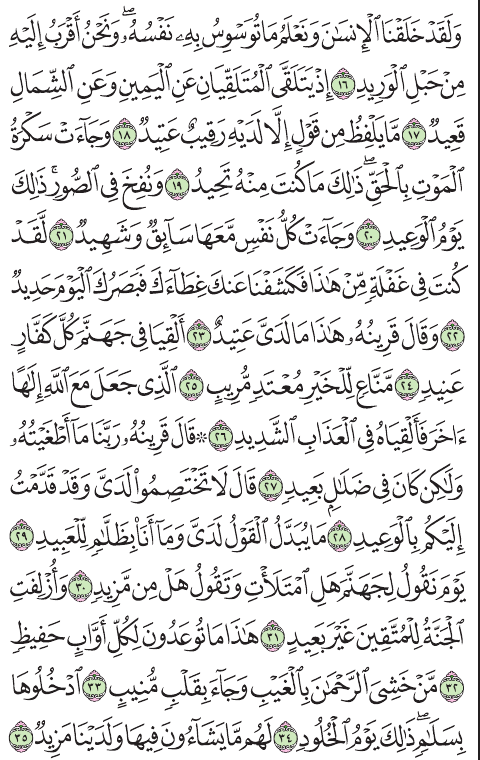 وَلَقَدْ خَلَقْنَا ٱلْإِنسَٰنَ وَنَعْلَمُ مَا تُوَسْوِسُ بِهِۦ نَفْسُهُۥۖ وَنَحْنُ أَقْرَبُ إِلَيْهِ
مِنْ حَبْلِ ٱلْوَرِيدِ ١٦ إِذْ يَتَلَقَّى ٱلْمُتَلَقِّيَانِ عَنِ ٱلْيَمِينِ وَعَنِ ٱلشِّمَالِ
قَعِيدٌ ١٧ مَّا يَلْفِظُ مِن قَوْلٍ إِلَّا لَدَيْهِ رَقِيبٌ عَتِيدٌ ١٨ وَجَآءَتْ سَكْرَةُ
ٱلْمَوْتِ بِٱلْحَقِّۖ ذَٰلِكَ مَا كُنتَ مِنْهُ تَحِيدُ ١٩ وَنُفِخَ فِى ٱلصُّورِۚ ذَٰلِكَ
يَوْمُ ٱلْوَعِيدِ ٢٠ وَجَآءَتْ كُلُّ نَفْسٍ مَّعَهَا سَآئِقٌ وَشَهِيدٌ ٢١ لَّقَدْ
كُنتَ فِى غَفْلَةٍ مِّنْ هَٰذَا فَكَشَفْنَا عَنكَ غِطَآءَكَ فَبَصَرُكَ ٱلْيَوْمَ حَدِيدٌ
٢٢ وَقَالَ قَرِينُهُۥ هَٰذَا مَا لَدَىَّ عَتِيدٌ ٢٣ أَلْقِيَا فِى جَهَنَّمَ كُلَّ كَفَّارٍ
عَنِيدٍ ٢٤ مَّنَّاعٍ لِّلْخَيْرِ مُعْتَدٍ مُّرِيبٍ ٢٥ ٱلَّذِى جَعَلَ مَعَ ٱللَّهِ إِلَٰهًا
ءَاخَرَ فَأَلْقِيَاهُ فِى ٱلْعَذَابِ ٱلشَّدِيدِ ٢٦ ۞ قَالَ قَرِينُهُۥ رَبَّنَا مَآ أَطْغَيْتُهُۥ
وَلَٰكِن كَانَ فِى ضَلَٰلٍۭ بَعِيدٍ ٢٧ قَالَ لَا تَخْتَصِمُوا۟ لَدَىَّ وَقَدْ قَدَّمْتُ
إِلَيْكُم بِٱلْوَعِيدِ ٢٨ مَا يُبَدَّلُ ٱلْقَوْلُ لَدَىَّ وَمَآ أَنَا۠ بِظَلَّٰمٍ لِّلْعَبِيدِ ٢٩
يَوْمَ نَقُولُ لِجَهَنَّمَ هَلِ ٱمْتَلَأْتِ وَتَقُولُ هَلْ مِن مَّزِيدٍ ٣٠ وَأُزْلِفَتِ
ٱلْجَنَّةُ لِلْمُتَّقِينَ غَيْرَ بَعِيدٍ ٣١ هَٰذَا مَا تُوعَدُونَ لِكُلِّ أَوَّابٍ حَفِيظٍ
٣٢ مَّنْ خَشِىَ ٱلرَّحْمَٰنَ بِٱلْغَيْبِ وَجَآءَ بِقَلْبٍ مُّنِيبٍ ٣٣ ٱدْخُلُوهَا
بِسَلَٰمٍۖ ذَٰلِكَ يَوْمُ ٱلْخُلُودِ ٣٤ لَهُم مَّا يَشَآءُونَ فِيهَا وَلَدَيْنَا مَزِيدٌ ٣٥